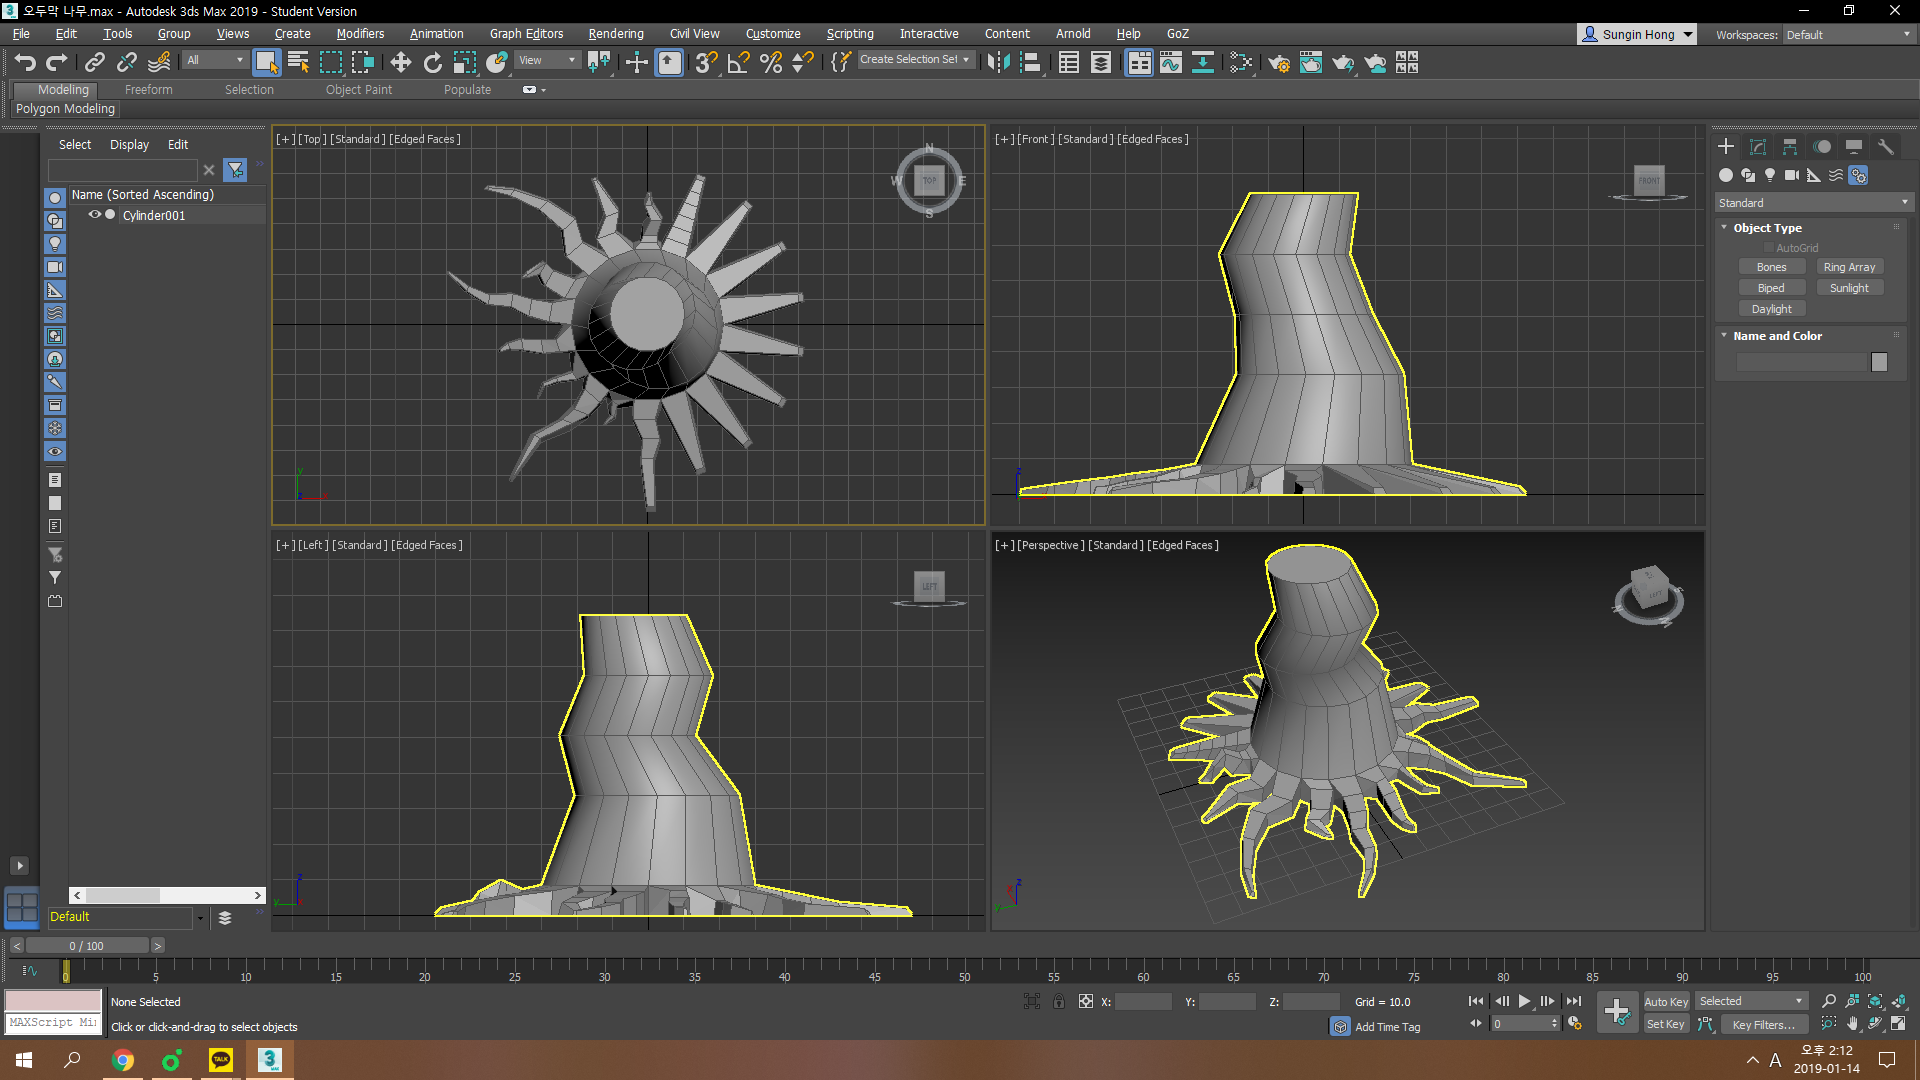 오두막 나무.max - Autodesk 3ds Max 2019 - Student Version
File Edit Tools Group Views Create Modifiers Animation Graph Editors Rendering Civil View Customize Scripting Interactive Content Arnold Help GoZ
Sungin Hong
Workspaces: Default
All
View
Create Selection Set
Modeling Freeform Selection Object Paint Populate
Polygon Modeling
Select Display Edit
Name (Sorted Ascending)
Cylinder001
[+] [Top] [Standard] [Edged Faces]
N
W TOP E
S
[+] [Front] [Standard] [Edged Faces]
FRONT
[+] [Left] [Standard] [Edged Faces]
LEFT
[+] [Perspective] [Standard] [Edged Faces]
LEFT
Standard
Object Type
AutoGrid
Bones Ring Array
Biped Sunlight
Daylight
Name and Color
Default
< 0 / 100 >
0 5 10 15 20 25 30 35 40 45 50 55 60 65 70 75 80 85 90 95 100
None Selected
X: Y: Z: Grid = 10.0
Auto Key Selected
MAXScript Mi
Click or click-and-drag to select objects
Add Time Tag
0
Set Key Key Filters...
TALK
3
MAX
A
오후 2:12
2019-01-14